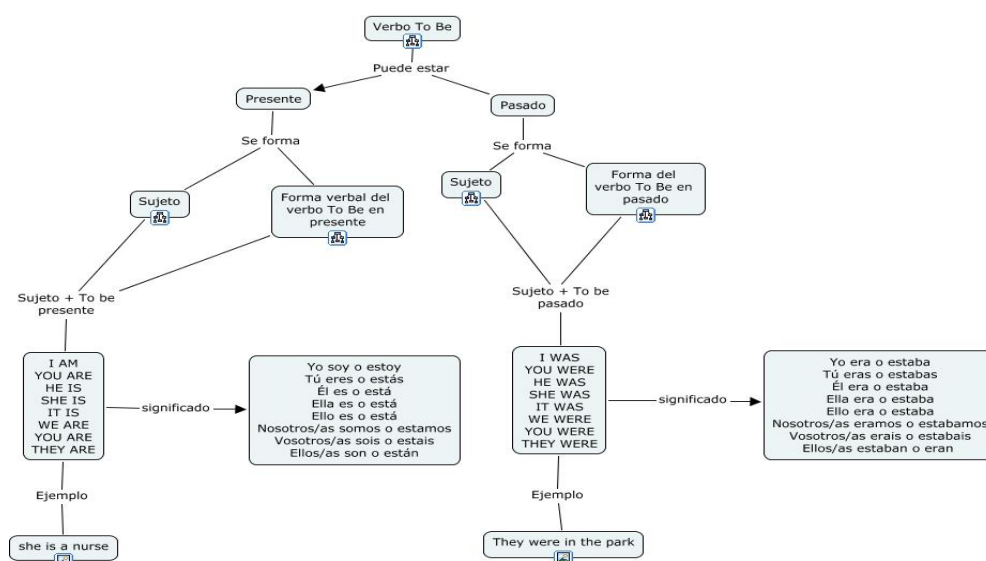 Verbo To Be
Puede estar
Presente
Pasado
Se forma
Se forma
Sujeto
Forma verbal del
verbo To Be en
presente
Sujeto
Forma del
verbo To Be en
pasado
Sujeto + To be
presente
Sujeto + To be
pasado
I AM
YOU ARE
HE IS
SHE IS
IT IS
WE ARE
YOU ARE
THEY ARE
significado
Yo soy o estoy
Tú eres o estás
Él es o está
Ella es o está
Ello es o está
Nosotros/as somos o estamos
Vosotros/as sois o estais
Ellos/as son o están
I WAS
YOU WERE
HE WAS
SHE WAS
IT WAS
WE WERE
YOU WERE
THEY WERE
significado
Yo era o estaba
Tú eras o estabas
Él era o estaba
Ella era o estaba
Ello era o estaba
Nosotros/as eramos o estabamos
Vosotros/as erais o estabais
Ellos/as estaban o eran
Ejemplo
Ejemplo
she is a nurse
They were in the park